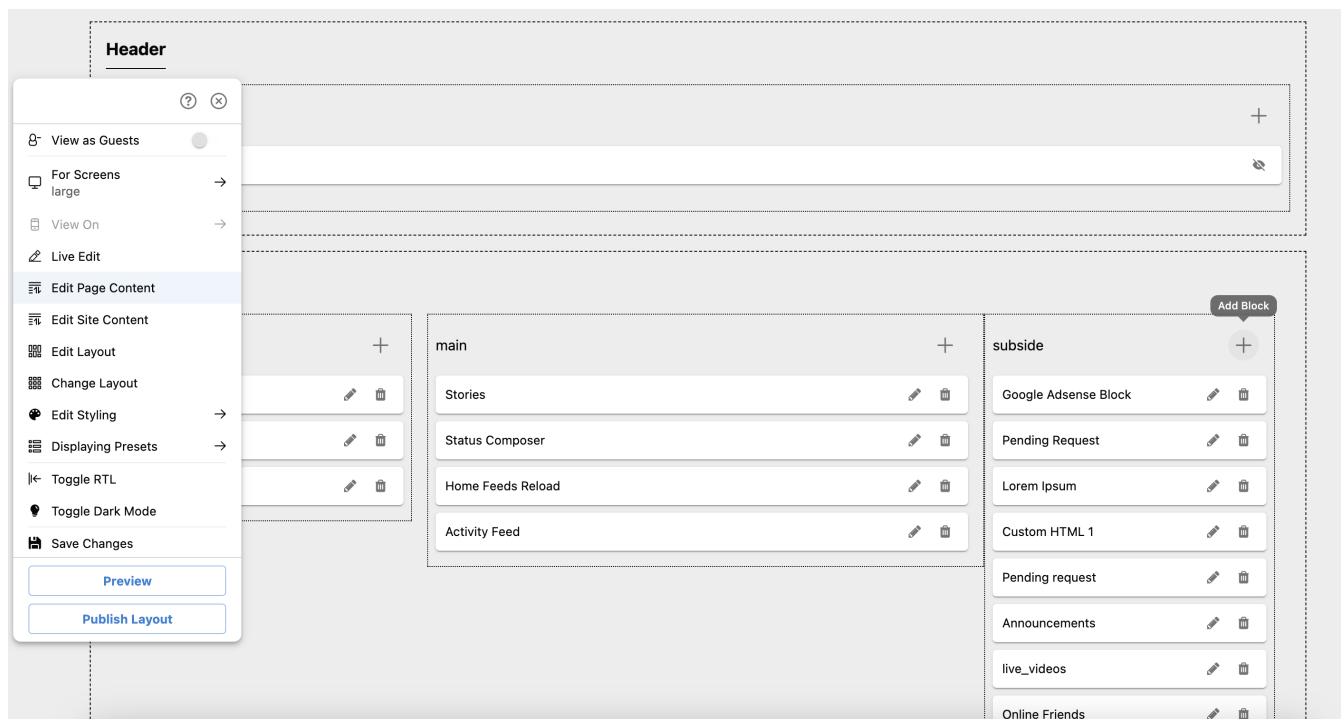 Header
View as Guests
For Screens
large
View On
Live Edit
Edit Page Content
Edit Site Content
Edit Layout
Change Layout
Edit Styling
Displaying Presets
Toggle RTL
Toggle Dark Mode
Save Changes
Preview
Publish Layout
main
Stories
Status Composer
Home Feeds Reload
Activity Feed
Add Block
subside
Google Adsense Block
Pending Request
Lorem Ipsum
Custom HTML 1
Pending request
Announcements
live_videos
Online Friends